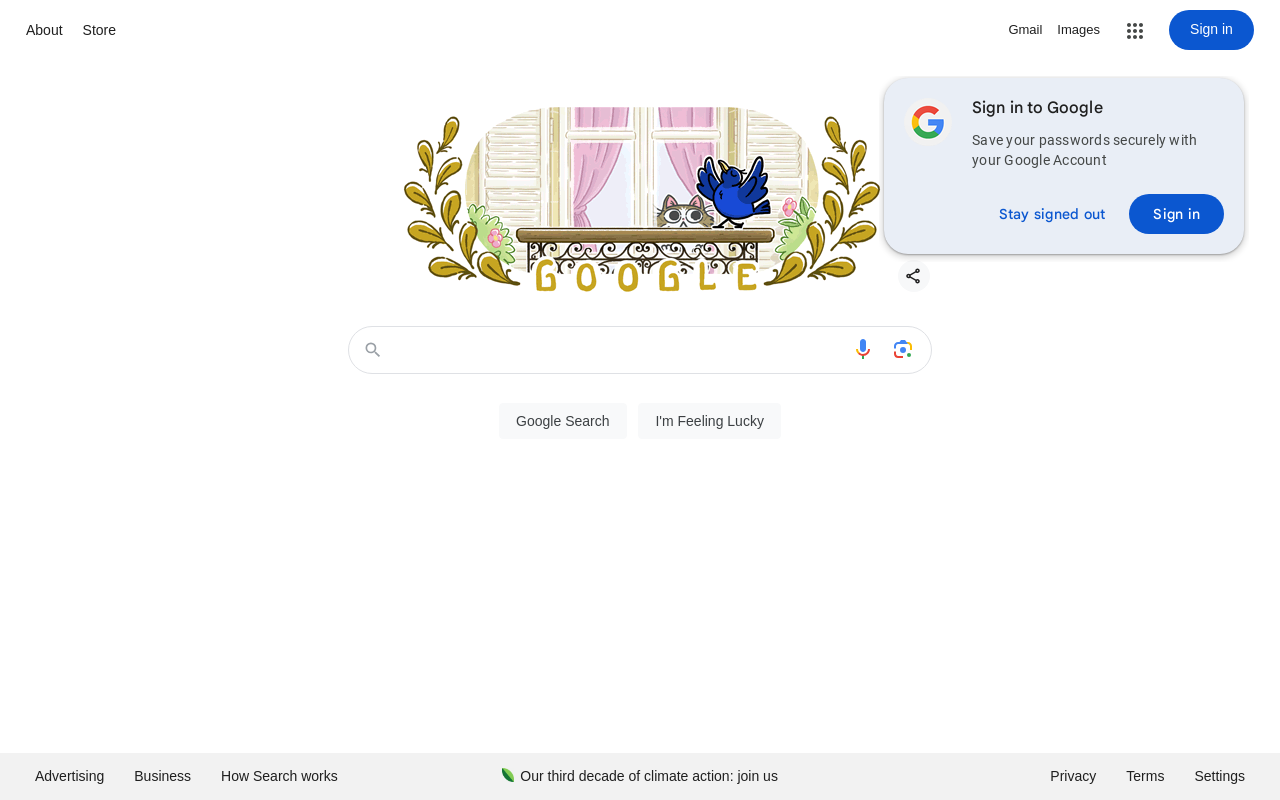 About Store
Gmail Images Sign in
Sign in to Google
Save your passwords securely with
your Google Account
Stay signed out Sign in
GOOGLE
Google Search I'm Feeling Lucky
Advertising Business How Search works Our third decade of climate action: join us Privacy Terms Settings